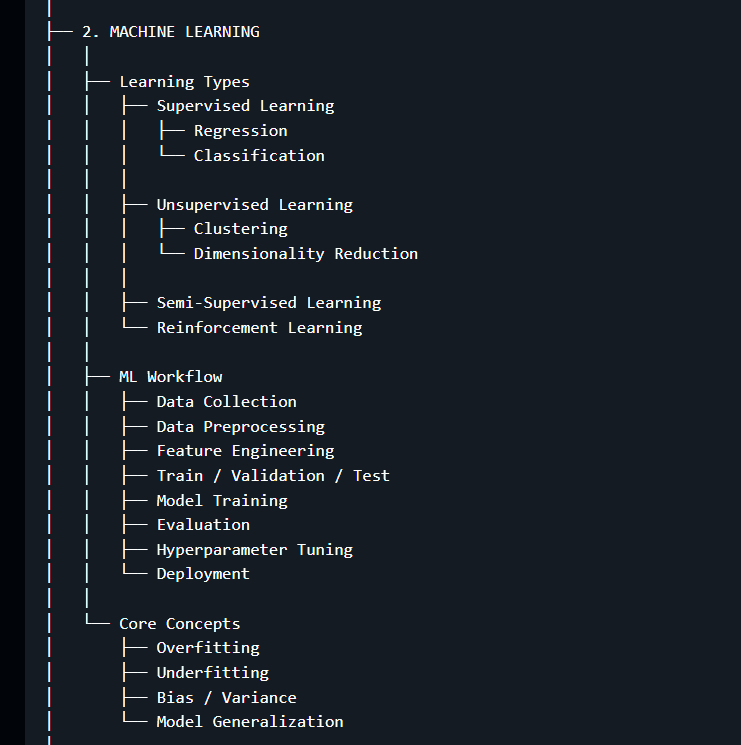 2. MACHINE LEARNING
Learning Types
Supervised Learning
Regression
Classification
Unsupervised Learning
Clustering
Dimensionality Reduction
Semi-Supervised Learning
Reinforcement Learning
ML Workflow
Data Collection
Data Preprocessing
Feature Engineering
Train / Validation / Test
Model Training
Evaluation
Hyperparameter Tuning
Deployment
Core Concepts
Overfitting
Underfitting
Bias / Variance
Model Generalization